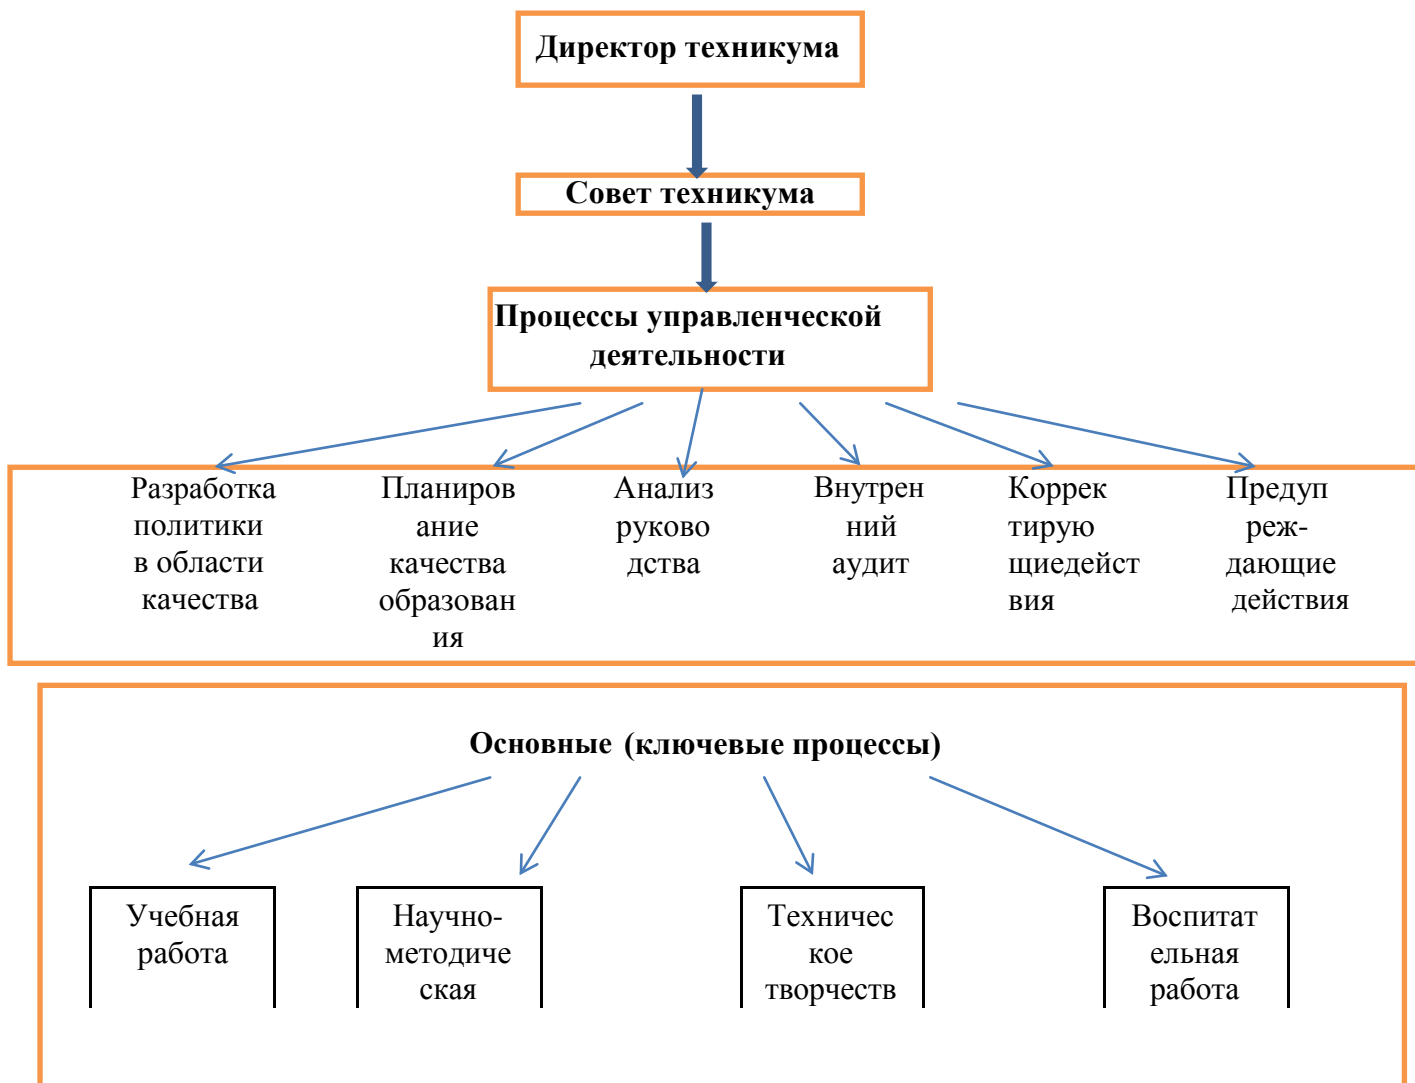 Директор техникума
Совет техникума
Процессы управленческой
деятельности
Разработка
политики
в области
качества
Планиров
ание
качества
образован
ия
Анализ
руково
дства
Внутрен
ний
аудит
Коррек
тирую
щиедейст
вия
Предуп
реж-
дающие
действия
Основные (ключевые процессы)
Учебная
работа
Научно-
методиче
ская
Техничес
кое
творчеств
Воспитат
ельная
работа